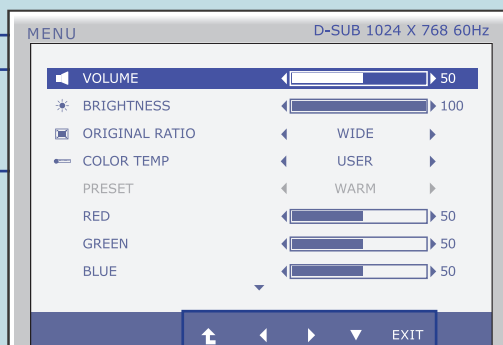 MENU D-SUB 1024 X 768 60Hz
VOLUME 50
BRIGHTNESS 100
ORIGINAL RATIO WIDE
COLOR TEMP USER
PRESET WARM
RED 50
GREEN 50
BLUE 50
EXIT